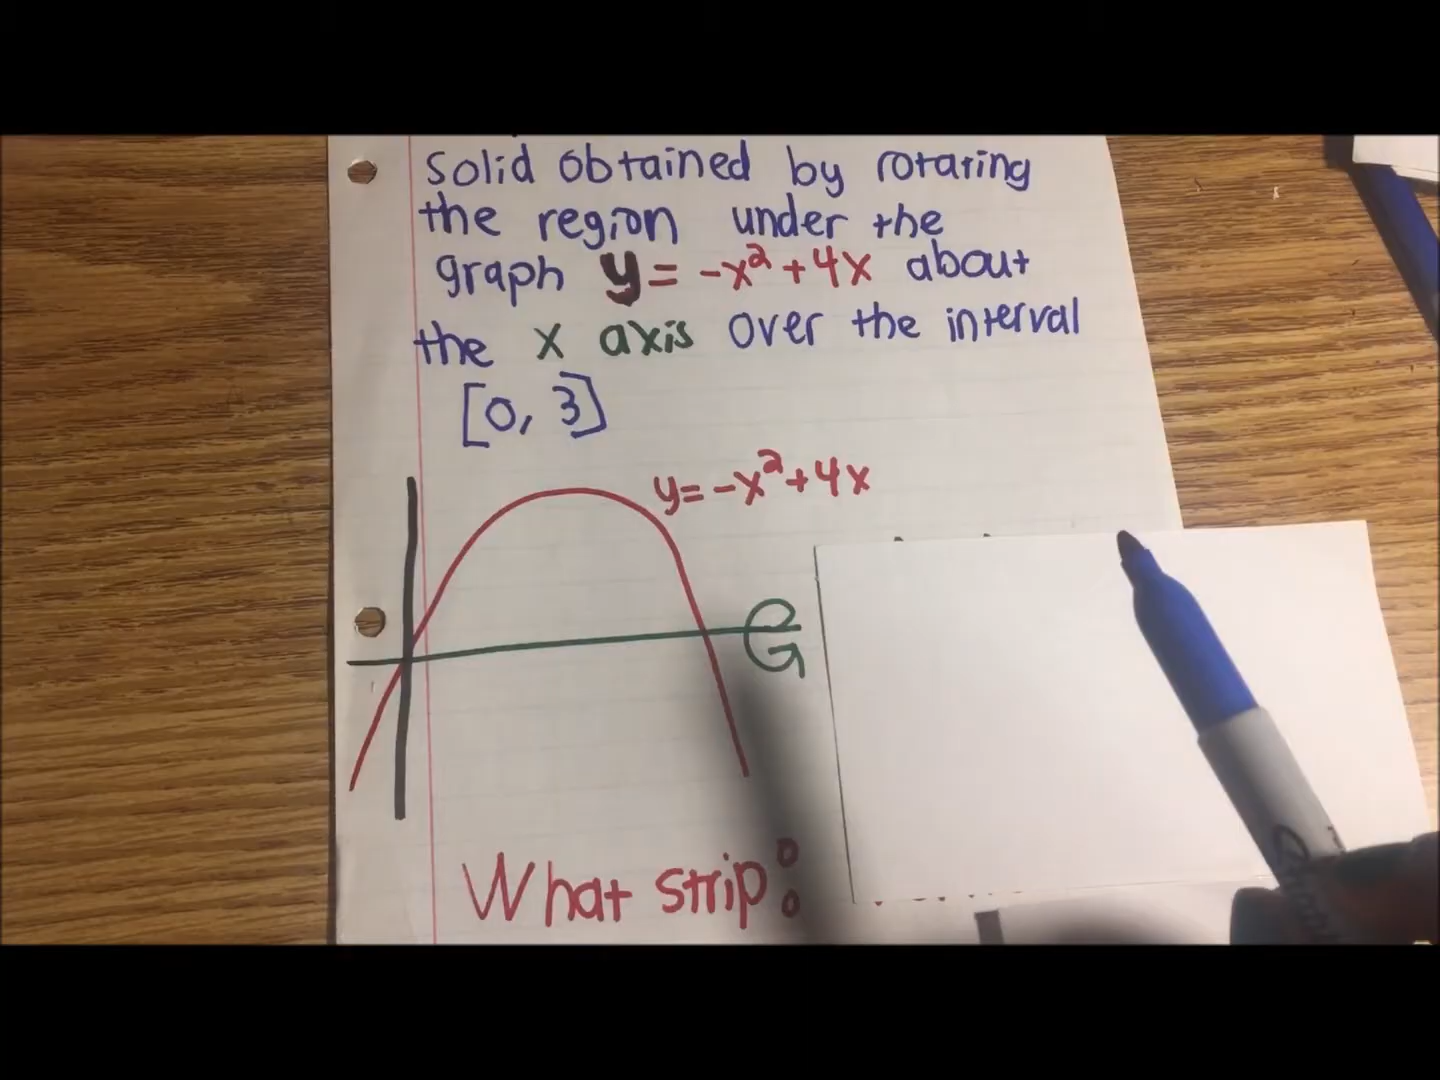 solid obtained by rotating
the region under the
graph y = -x² + 4x about
the x axis over the interval
[0, 3]
y = -x² + 4x
What strip: